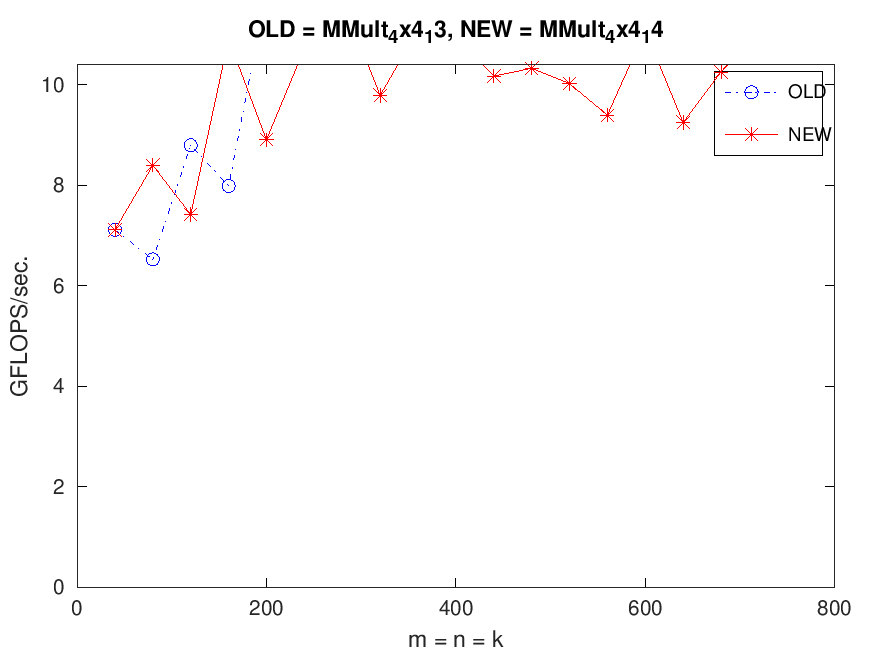 OLD = MMult4x413, NEW = MMult4x414
10
OLD
NEW
8
6
4
2
0
0 200 400 600 800
GFLOPS/sec.
m = n = k